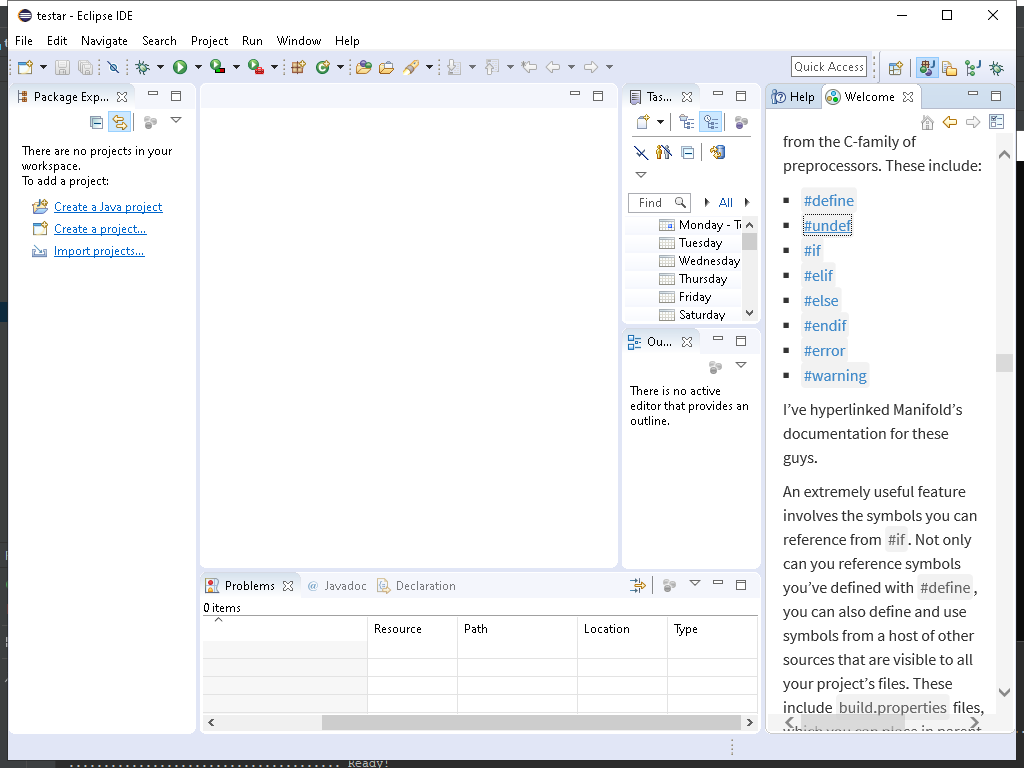 testar - Eclipse IDE
File Edit Navigate Search Project Run Window Help
Quick Access
Package Exp...
There are no projects in your
workspace.
To add a project:
Create a Java project
Create a project...
Import projects...
Tas...
Find
All
Monday - T
Tuesday
Wednesday
Thursday
Friday
Saturday
Ou...
There is no active
editor that provides an
outline.
Help
Welcome
from the C-family of
preprocessors. These include:
#define
#undef
#if
#elif
#else
#endif
#error
#warning
I’ve hyperlinked Manifold’s
documentation for these
guys.
An extremely useful feature
involves the symbols you can
reference from #if. Not only
can you reference symbols
you’ve defined with #define,
you can also define and use
symbols from a host of other
sources that are visible to all
your project’s files. These
include build.properties files,
which you can place in parent
Problems
@ Javadoc
Declaration
0 items
Resource Path Location Type
Ready!